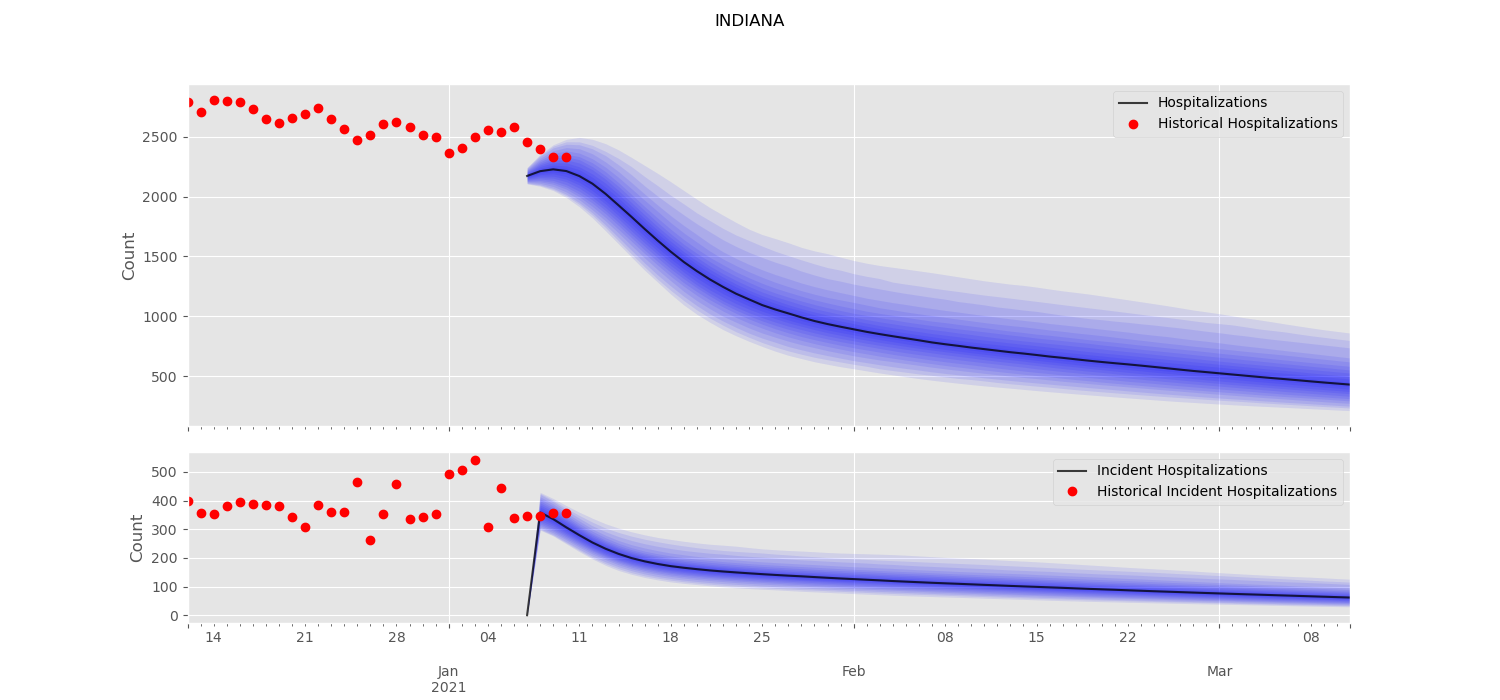 INDIANA
Hospitalizations
Historical Hospitalizations
Count
2500
2000
1500
1000
500
Incident Hospitalizations
Historical Incident Hospitalizations
Count
500
400
300
200
100
0
14 21 28 04 11 18 25 08 15 22 08
Jan Feb Mar
2021